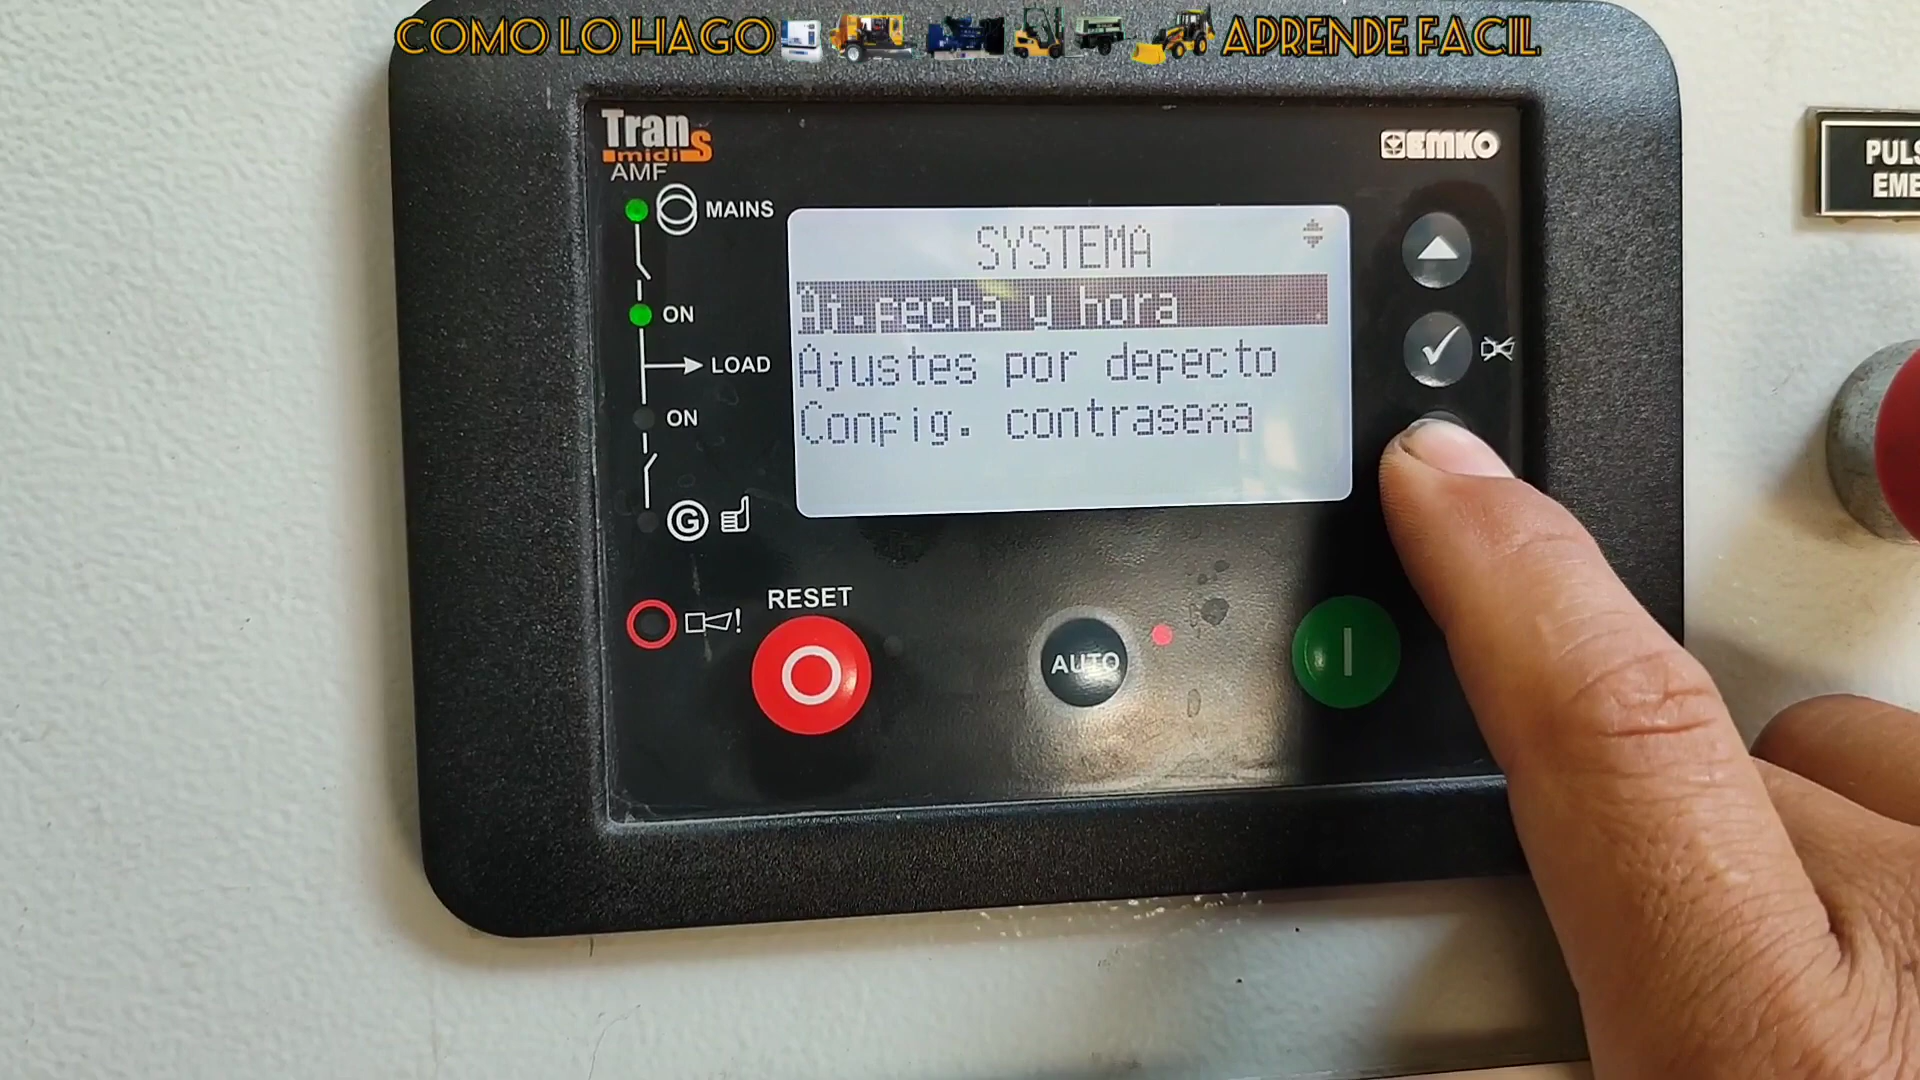 COMO LO HAGO APRENDE FACIL
Trans
midi
AMF
EMKO
MAINS
ON
LOAD
ON
G
SYSTEMA
Aj.fecha y hora
Ajustes por defecto
Config. contraseña
RESET
AUTO
PULS
EME